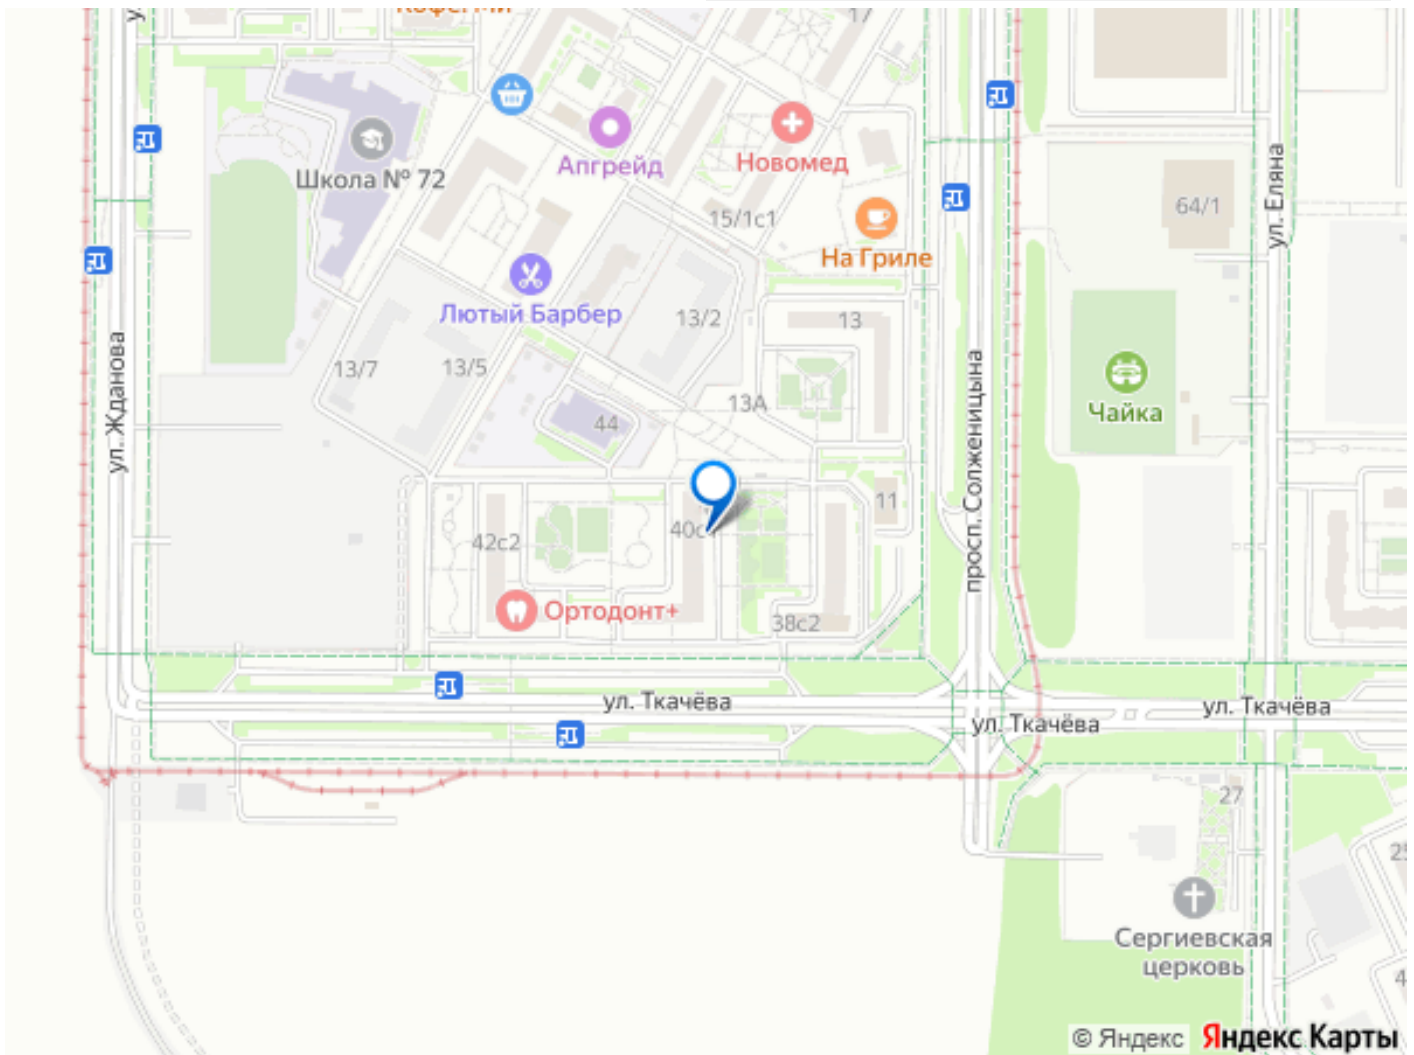 17
Апгрейд
Новомед
Школа № 72
64/1
ул. Еляна
15/1с1
На Гриле
Лютый Барбер
13/2
13
13/7
13/5
ул. Жданова
просп. Солженицына
Чайка
13А
44
11
42с2
Ортодонт+
38с2
ул. Ткачёва
ул. Ткачёва
ул. Ткачёва
27
Сергиевская
церковь
© Яндекс Яндекс Карты